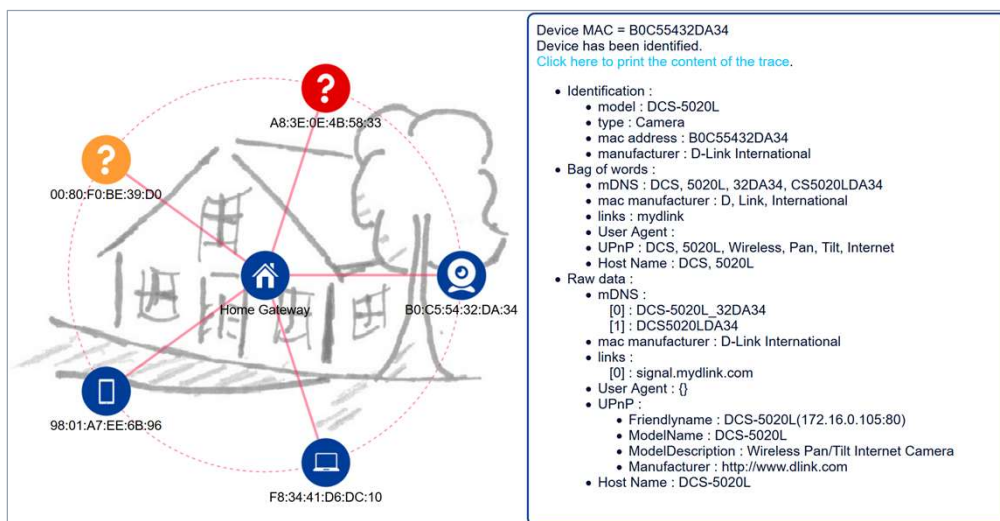 A8:3E:0E:4B:58:33
00:80:F0:BE:39:D0
Home Gateway
B0:C5:54:32:DA:34
98:01:A7:EE:6B:96
F8:34:41:D6:DC:10
Device MAC = B0C55432DA34
Device has been identified.
Click here to print the content of the trace.
• Identification :
• model : DCS-5020L
• type : Camera
• mac address : B0C55432DA34
• manufacturer : D-Link International
• Bag of words :
• mDNS : DCS, 5020L, 32DA34, CS5020LDA34
• mac manufacturer : D, Link, International
• links : mydlink
• User Agent :
• UPnP : DCS, 5020L, Wireless, Pan, Tilt, Internet
• Host Name : DCS, 5020L
• Raw data :
• mDNS :
[0] : DCS-5020L_32DA34
[1] : DCS5020LDA34
• mac manufacturer : D-Link International
• links :
[0] : signal.mydlink.com
• User Agent : {}
• UPnP :
• Friendlyname : DCS-5020L(172.16.0.105:80)
• ModelName : DCS-5020L
• ModelDescription : Wireless Pan/Tilt Internet Camera
• Manufacturer : http://www.dlink.com
• Host Name : DCS-5020L